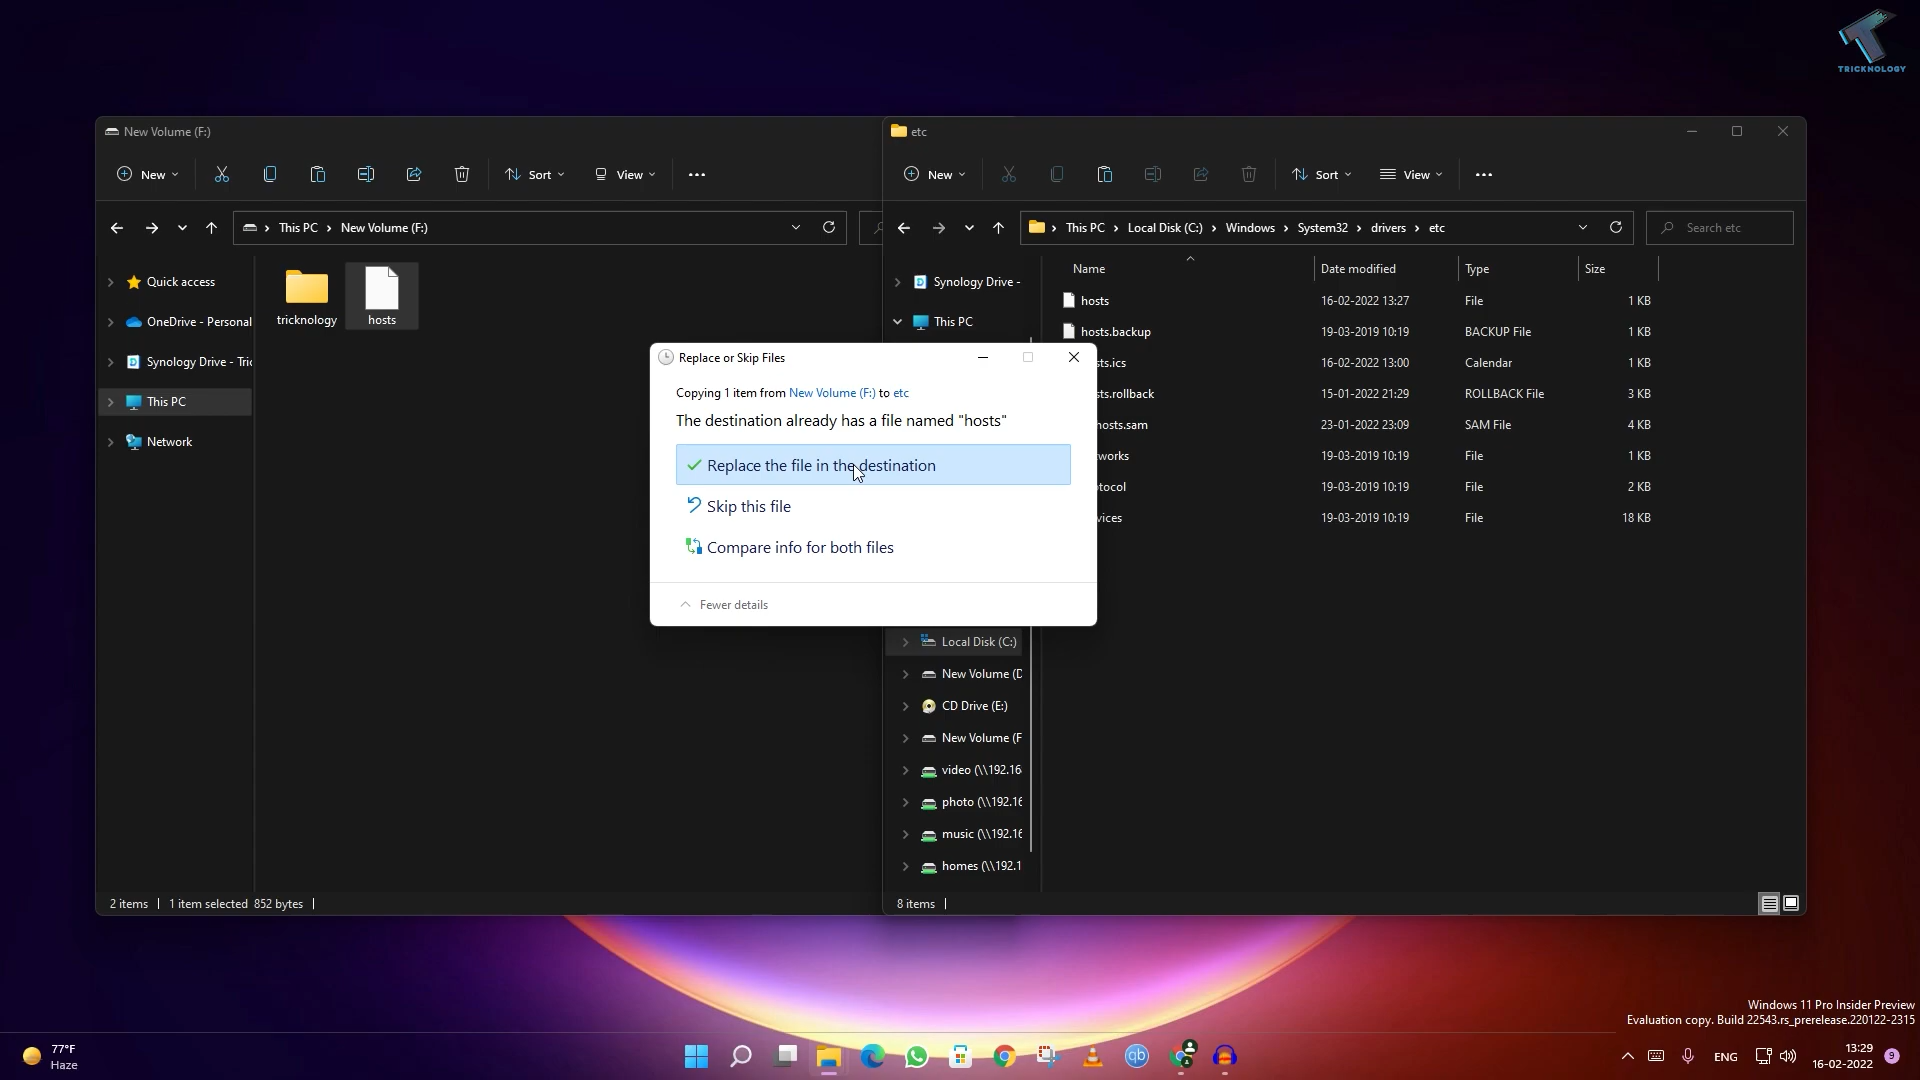 TRICKNOLOGY
New Volume (F:)
New
Sort
View
This PC
New Volume (F:)
Quick access
OneDrive - Personal
Synology Drive - Tric
This PC
Network
tricknology
hosts
2 items
1 item selected 852 bytes
etc
New
Sort
View
This PC
Local Disk (C:)
Windows
System32
drivers
etc
Search etc
Synology Drive -
This PC
Local Disk (C:)
New Volume (D
CD Drive (E:)
New Volume (F
video (\\192.16
photo (\\192.16
music (\\192.16
homes (\\192.1
Name Date modified Type Size
hosts 16-02-2022 13:27 File 1 KB
hosts.backup 19-03-2019 10:19 BACKUP File 1 KB
sts.ics 16-02-2022 13:00 Calendar 1 KB
sts.rollback 15-01-2022 21:29 ROLLBACK File 3 KB
hosts.sam 23-01-2022 23:09 SAM File 4 KB
works 19-03-2019 10:19 File 1 KB
tocol 19-03-2019 10:19 File 2 KB
vices 19-03-2019 10:19 File 18 KB
8 items
Replace or Skip Files
Copying 1 item from New Volume (F:) to etc
The destination already has a file named "hosts"
Replace the file in the destination
Skip this file
Compare info for both files
Fewer details
Windows 11 Pro Insider Preview
Evaluation copy. Build 22543.rs_prerelease.220122-2315
77°F
Haze
qb
ENG
13:29
16-02-2022
9